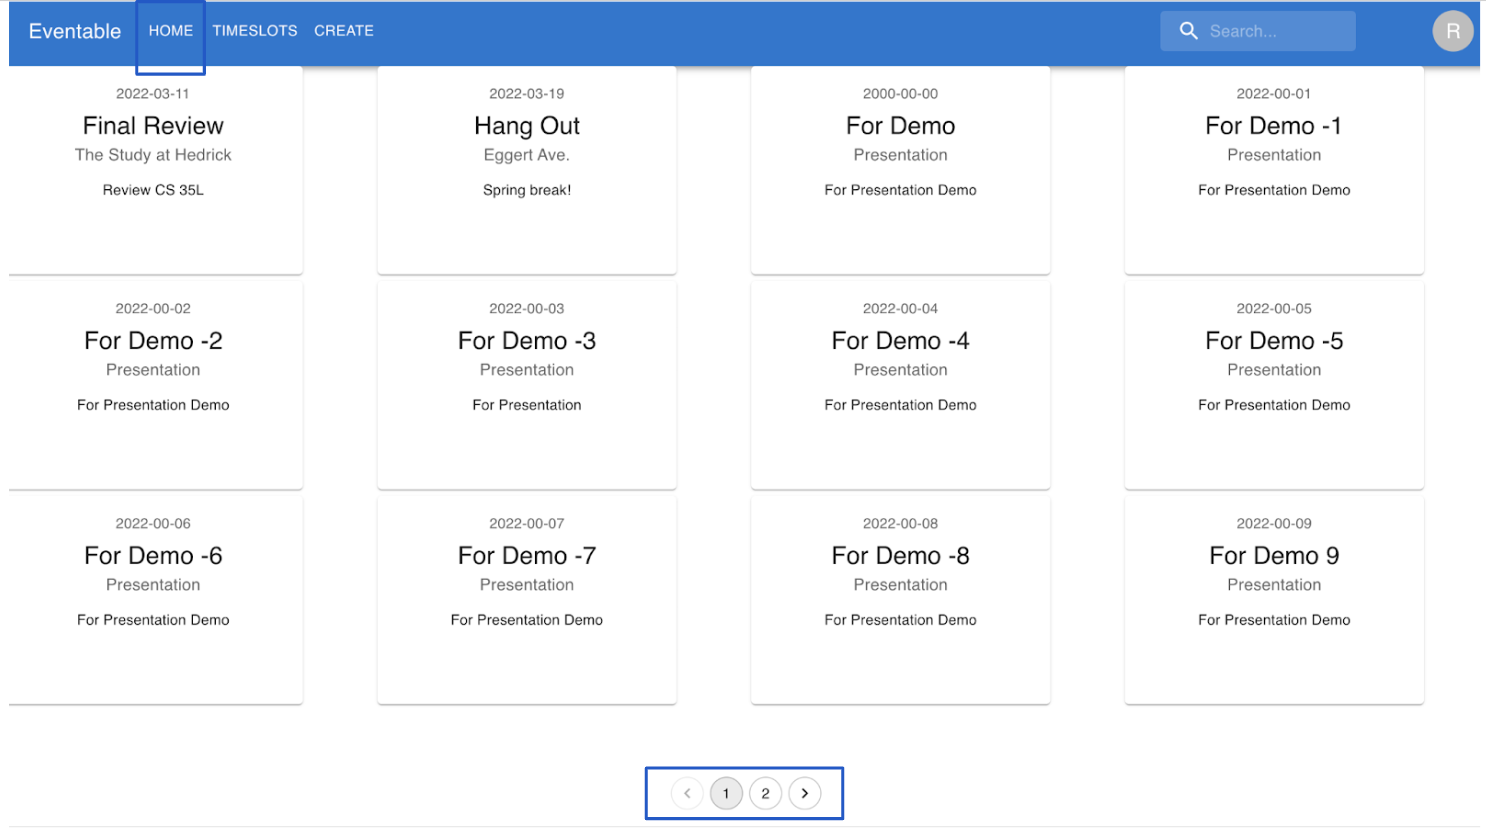 Eventable HOME TIMESLOTS CREATE Search... R
2022-03-11
Final Review
The Study at Hedrick
Review CS 35L
2022-03-19
Hang Out
Eggert Ave.
Spring break!
2000-00-00
For Demo
Presentation
For Presentation Demo
2022-00-01
For Demo -1
Presentation
For Presentation Demo
2022-00-02
For Demo -2
Presentation
For Presentation Demo
2022-00-03
For Demo -3
Presentation
For Presentation
2022-00-04
For Demo -4
Presentation
For Presentation Demo
2022-00-05
For Demo -5
Presentation
For Presentation Demo
2022-00-06
For Demo -6
Presentation
For Presentation Demo
2022-00-07
For Demo -7
Presentation
For Presentation Demo
2022-00-08
For Demo -8
Presentation
For Presentation Demo
2022-00-09
For Demo 9
Presentation
For Presentation Demo
‹ 1 2 ›